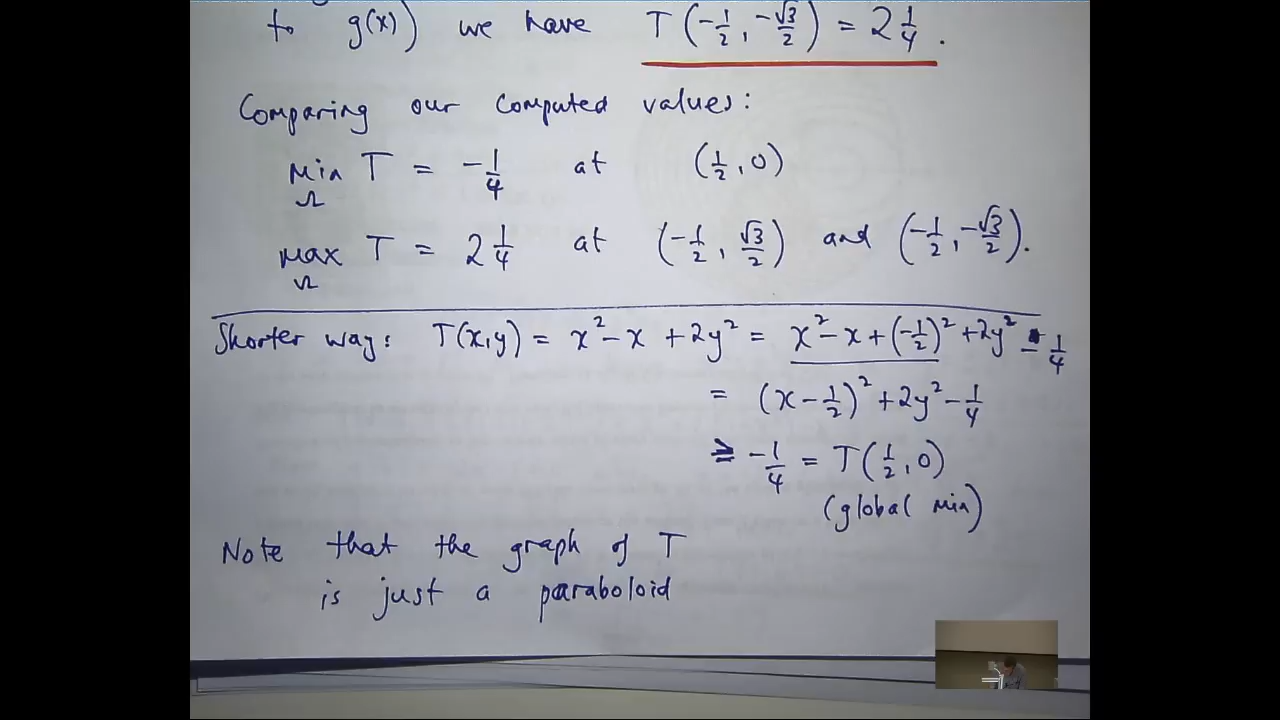 to g(x)) we have T(-1/2, -√3/2) = 2 1/4.
Comparing our computed values:
min T = -1/4 at (1/2, 0)
Ω
max T = 2 1/4 at (-1/2, √3/2) and (-1/2, -√3/2).
Ω
Shorter way: T(x,y) = x² - x + 2y² = x² - x + (-1/2)² + 2y² - 1/4
= (x - 1/2)² + 2y² - 1/4
≥ -1/4 = T(1/2, 0)
(global min)
Note that the graph of T
is just a paraboloid